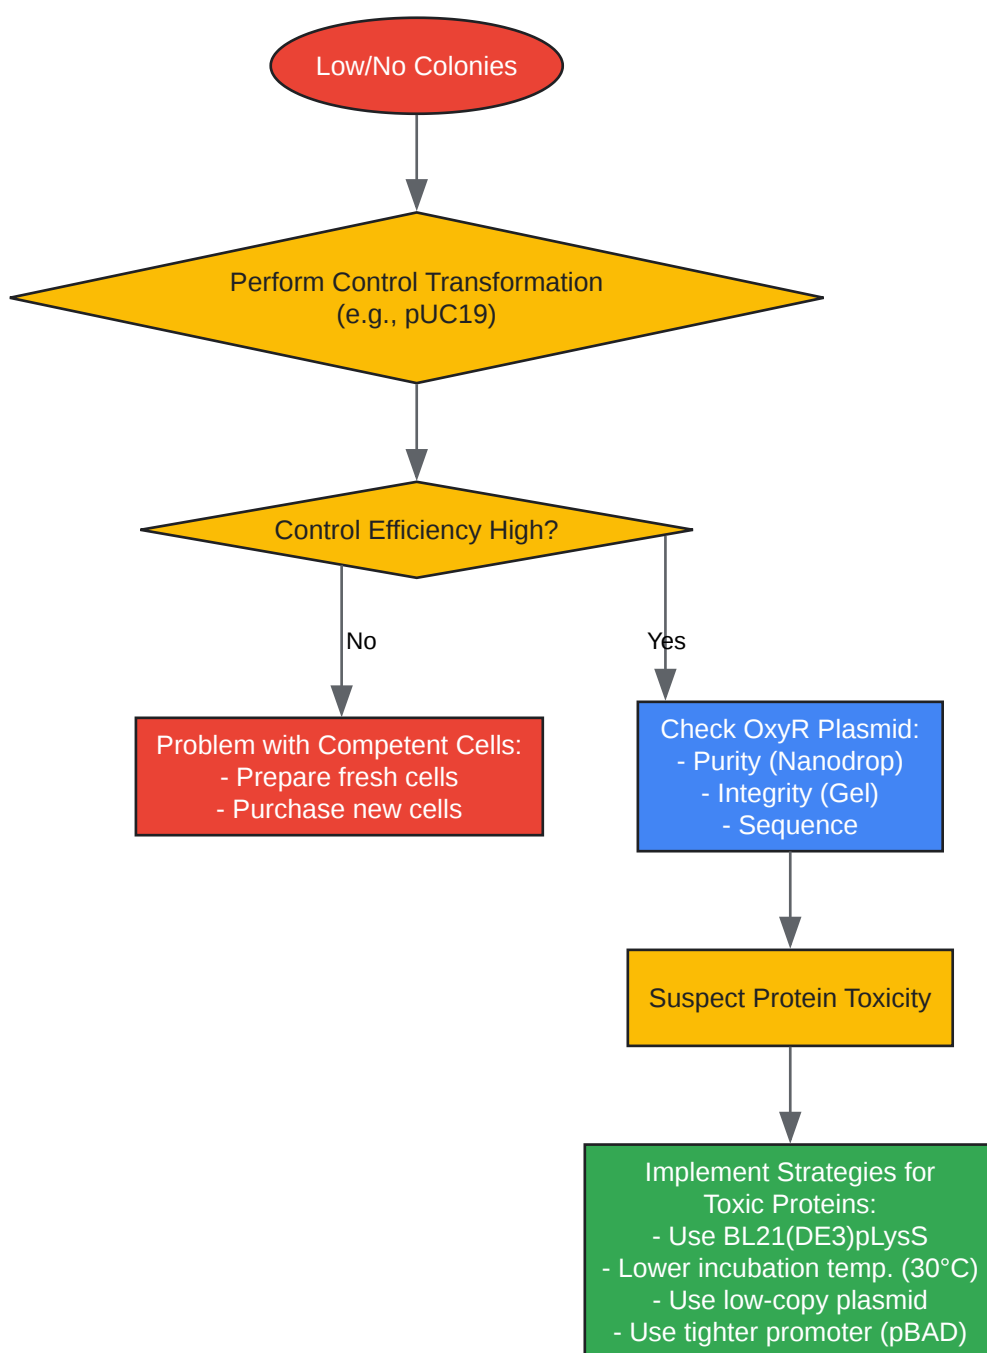 Low/No Colonies
Perform Control Transformation
(e.g., pUC19)
Control Efficiency High?
No
Yes
Problem with Competent Cells:
- Prepare fresh cells
- Purchase new cells
Check OxyR Plasmid:
- Purity (Nanodrop)
- Integrity (Gel)
- Sequence
Suspect Protein Toxicity
Implement Strategies for
Toxic Proteins:
- Use BL21(DE3)pLysS
- Lower incubation temp. (30°C)
- Use low-copy plasmid
- Use tighter promoter (pBAD)